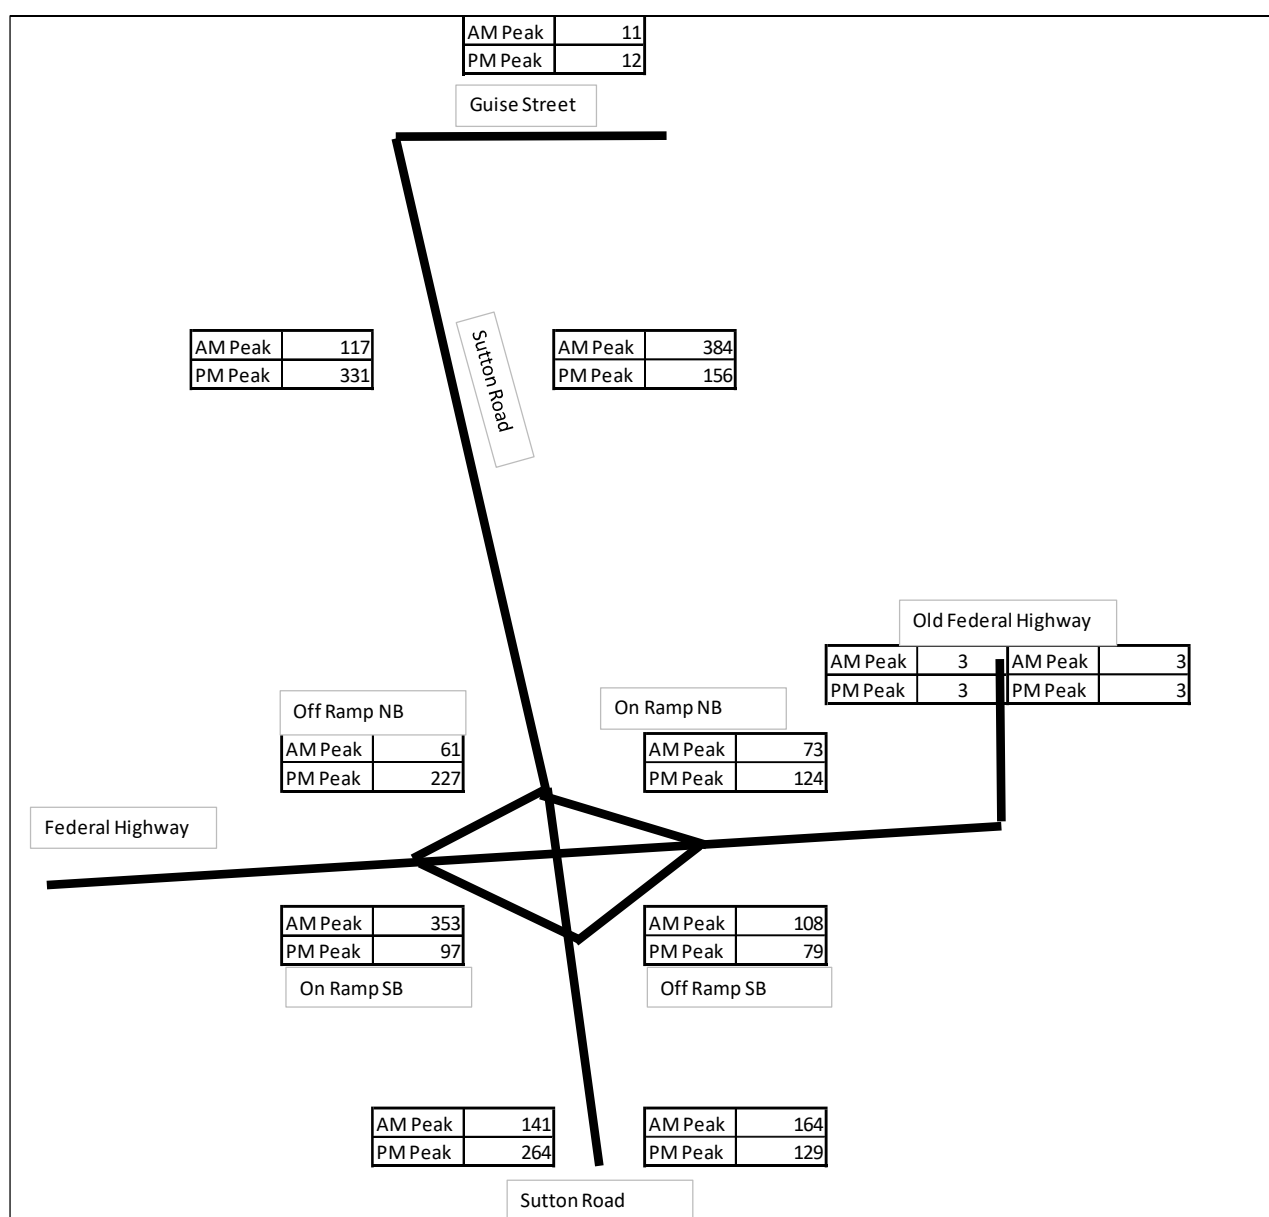 AM Peak 11
PM Peak 12
Guise Street
AM Peak 117
PM Peak 331
Sutton Road
AM Peak 384
PM Peak 156
Old Federal Highway
AM Peak 3 AM Peak 3
PM Peak 3 PM Peak 3
Off Ramp NB
AM Peak 61
PM Peak 227
On Ramp NB
AM Peak 73
PM Peak 124
Federal Highway
AM Peak 353
PM Peak 97
On Ramp SB
AM Peak 108
PM Peak 79
Off Ramp SB
AM Peak 141
PM Peak 264
AM Peak 164
PM Peak 129
Sutton Road